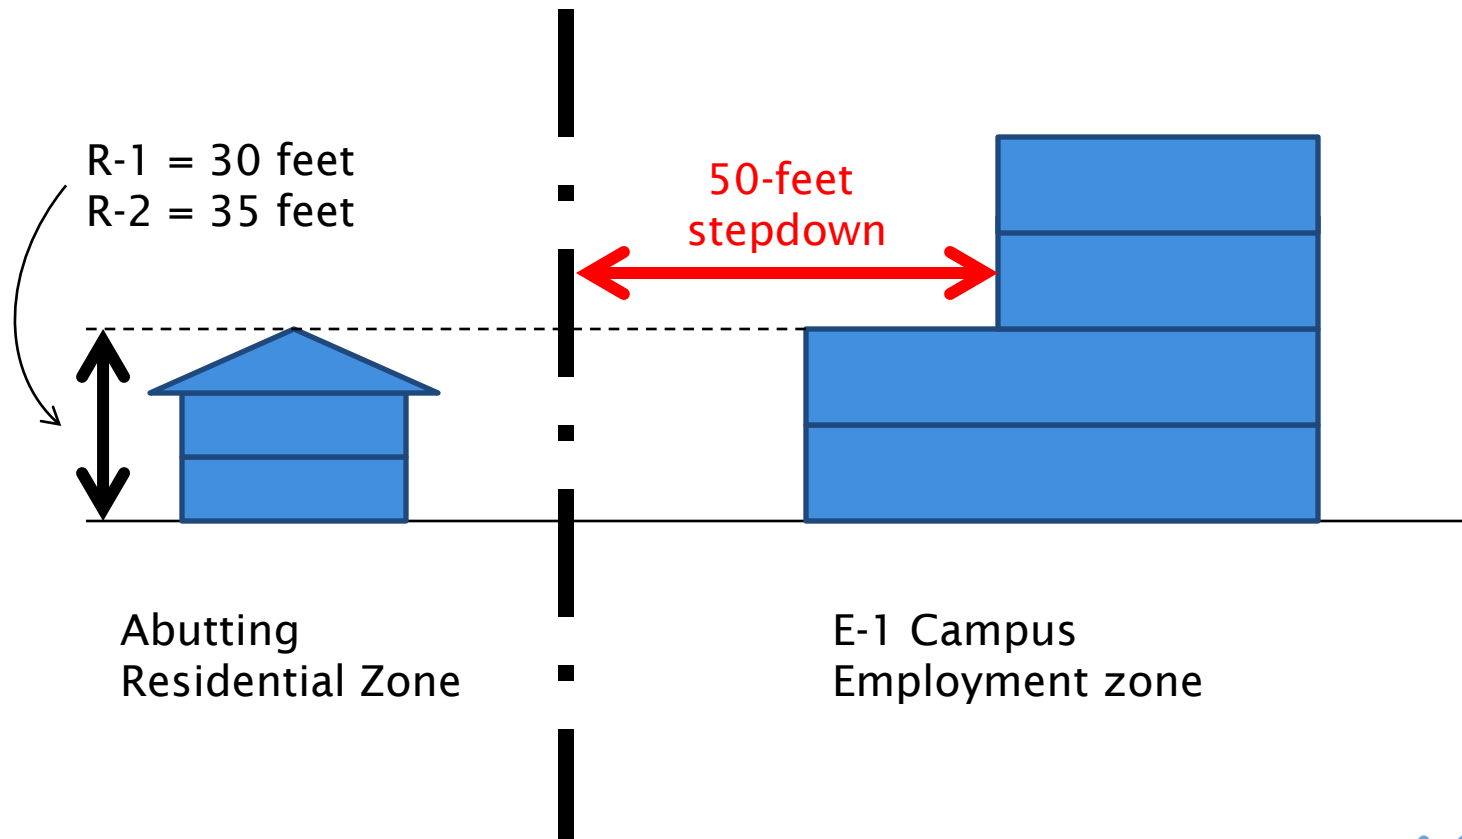 R-1 = 30 feet
R-2 = 35 feet
50-feet
stepdown
Abutting
Residential Zone
E-1 Campus
Employment zone